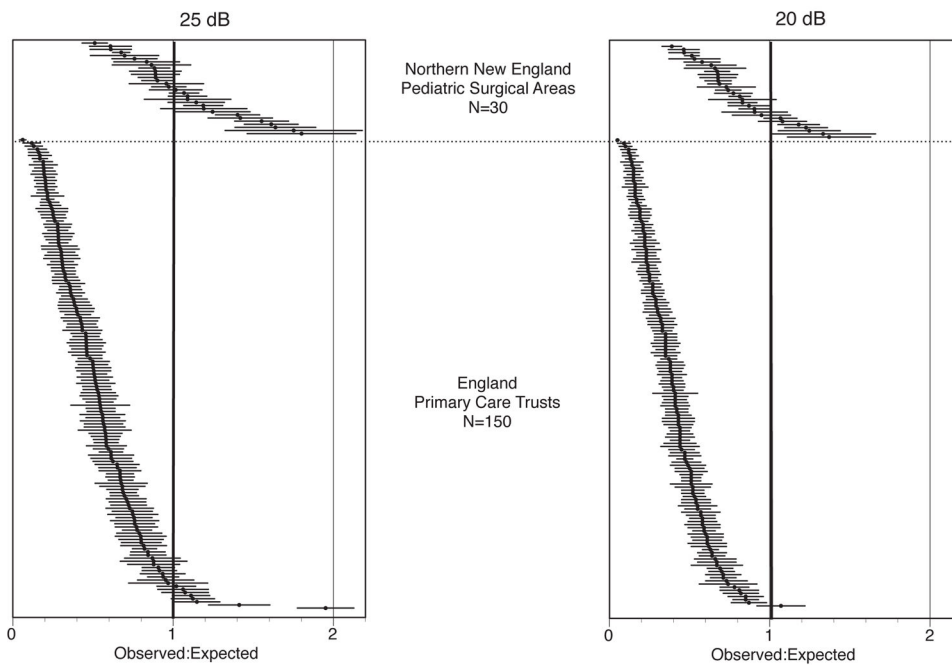 25 dB
20 dB
Northern New England
Pediatric Surgical Areas
N=30
England
Primary Care Trusts
N=150
0 1 2
0 1 2
Observed:Expected
Observed:Expected